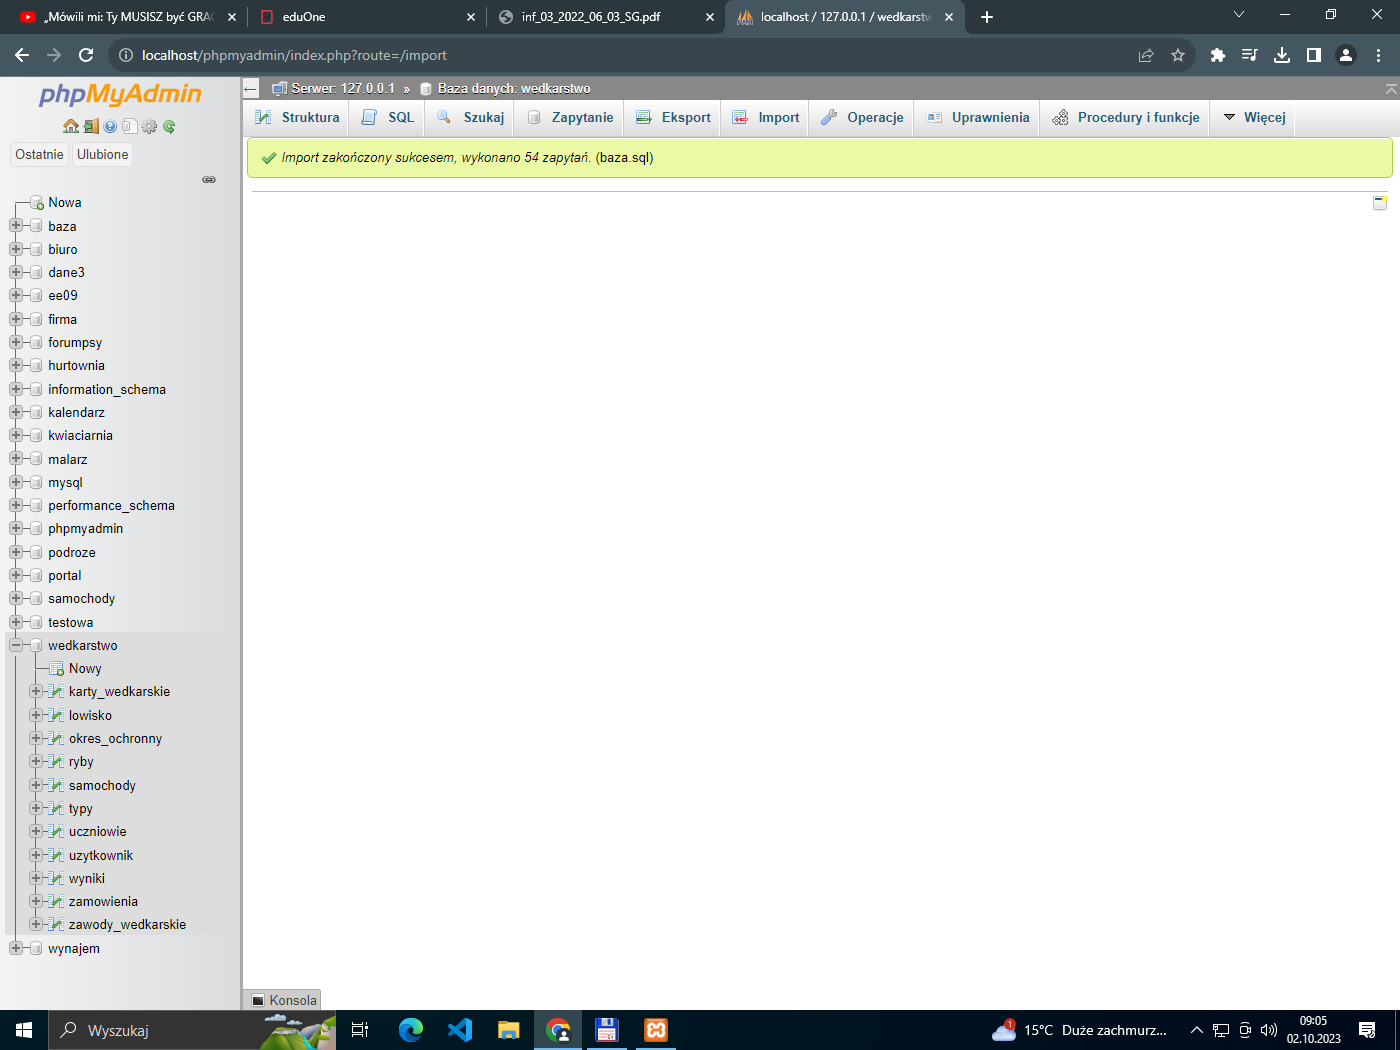 „Mówili mi: Ty MUSISZ być GRAC
eduOne
inf_03_2022_06_03_SG.pdf
localhost / 127.0.0.1 / wedkarstw
localhost/phpmyadmin/index.php?route=/import
phpMyAdmin
Ostatnie
Ulubione
Nowa
baza
biuro
dane3
ee09
firma
forumpsy
hurtownia
information_schema
kalendarz
kwiaciarnia
malarz
mysql
performance_schema
phpmyadmin
podroze
portal
samochody
testowa
wedkarstwo
Nowy
karty_wedkarskie
lowisko
okres_ochronny
ryby
samochody
typy
uczniowie
uzytkownik
wyniki
zamowienia
zawody_wedkarskie
wynajem
Serwer: 127.0.0.1 » Baza danych: wedkarstwo
Struktura
SQL
Szukaj
Zapytanie
Eksport
Import
Operacje
Uprawnienia
Procedury i funkcje
Więcej
Import zakończony sukcesem, wykonano 54 zapytań. (baza.sql)
Konsola
Wyszukaj
1
15°C Duże zachmurz...
09:05
02.10.2023